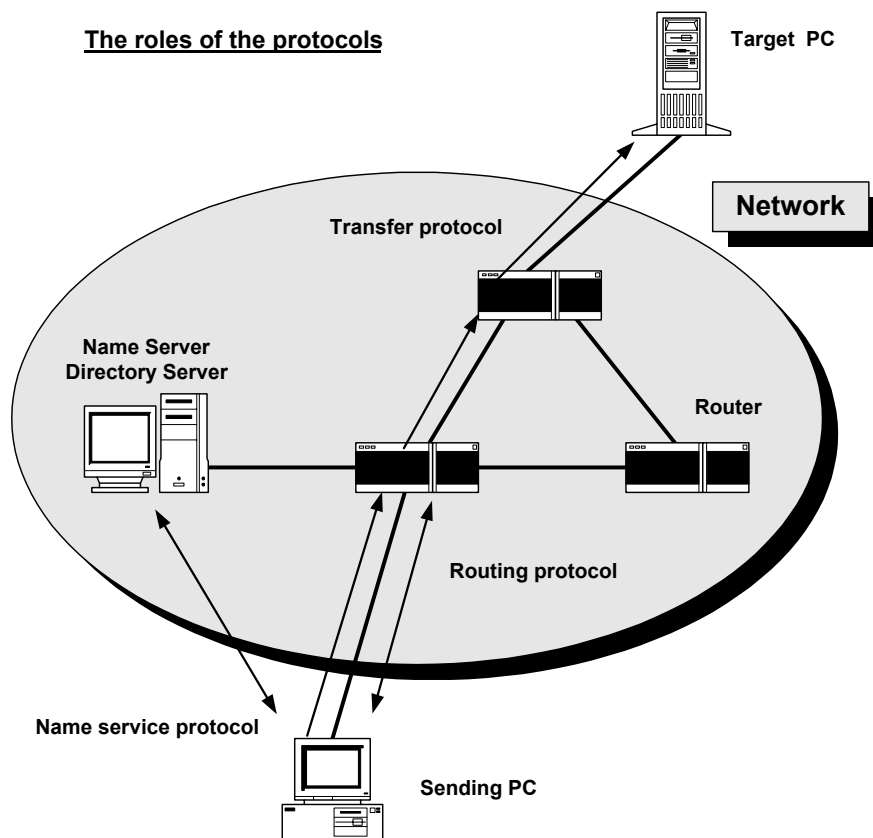 The roles of the protocols
Target PC
Network
Transfer protocol
Name Server
Directory Server
Router
Routing protocol
Name service protocol
Sending PC